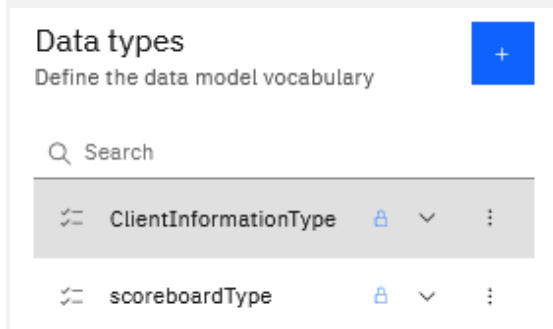 Data types
Define the data model vocabulary
Search
ClientInformationType
scoreboardType